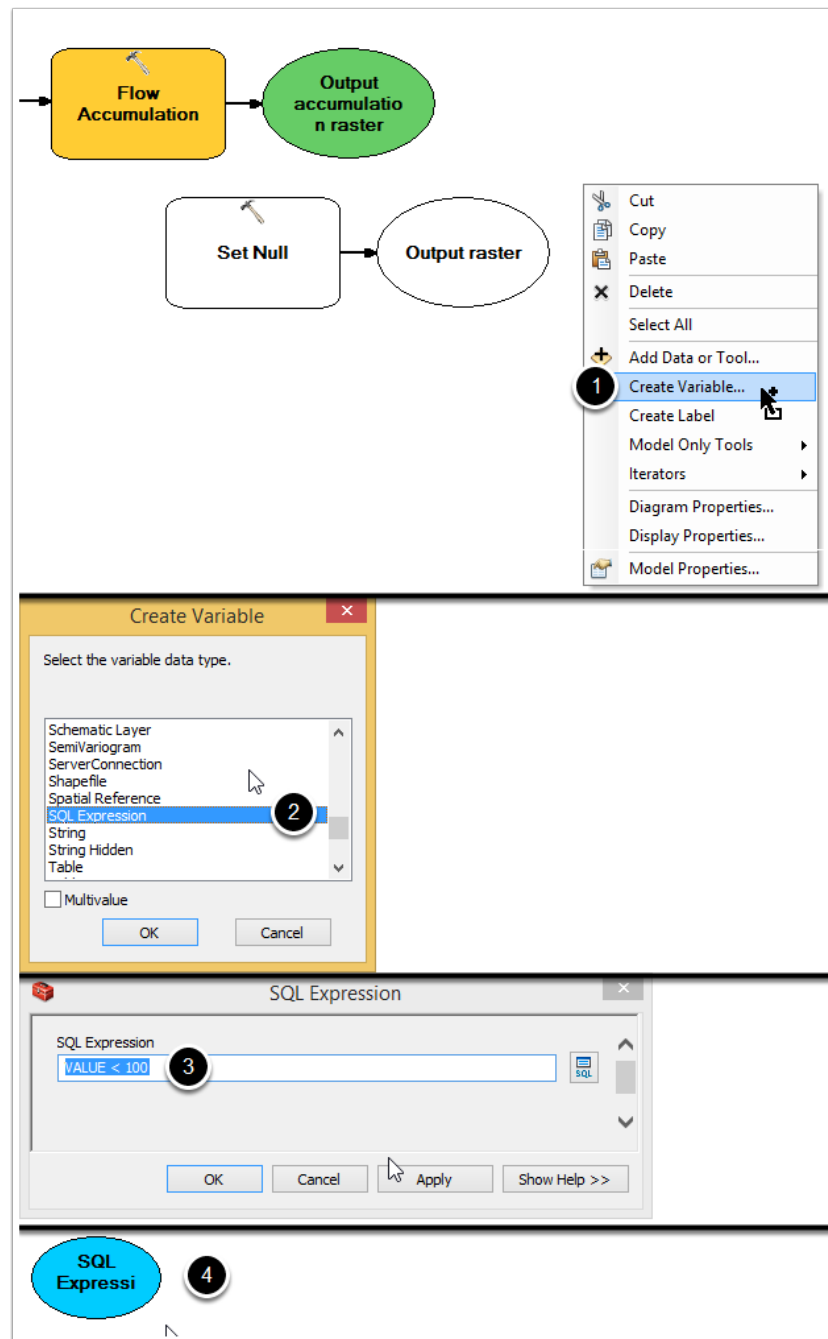 Flow
Accumulation
Output
accumulatio
n raster
Set Null
Output raster
Cut
Copy
Paste
Delete
Select All
Add Data or Tool...
1
Create Variable...
Create Label
Model Only Tools
Iterators
Diagram Properties...
Display Properties...
Model Properties...
Create Variable
Select the variable data type.
Schematic Layer
SemiVariogram
ServerConnection
Shapefile
Spatial Reference
SQL Expression
2
String
String Hidden
Table
Multivalue
OK Cancel
SQL Expression
SQL Expression
VALUE < 100
3
SQL
OK Cancel Apply Show Help >>
SQL
Expressi
4